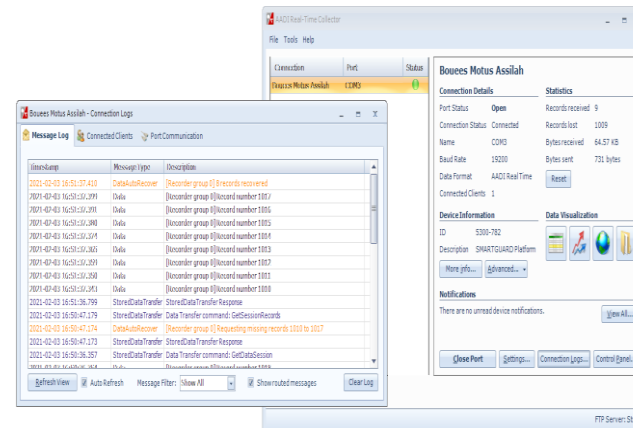 AADI Real-Time Collector
File Tools Help
Connection Port Status
Bouees Motus Assilah COM3
Bouees Motus Assilah
Connection Details Statistics
Port Status Open Records received 9
Connection Status Connected Records lost 1009
Name COM3 Bytes received 64.57 KB
Baud Rate 19200 Bytes sent 731 bytes
Data Format AADI Real Time Reset
Connected Clients 1
Device Information Data Visualization
ID 5300-782
Description SMARTGUARD Platform
More info... Advanced...
Notifications
There are no unread device notifications.
View All...
Close Port Settings... Connection Logs... Control Panel...
FTP Server:
Bouees Motus Assilah - Connection Logs
Message Log Connected Clients Port Communication
Timestamp Message Type Description
2021-02-03 16:51:37.410 DataAutoRecover [Recorder group 0] 8 records recovered
Data [Recorder group 0] Record number 1017
Data [Recorder group 0] Record number 1016
Data [Recorder group 0] Record number 1015
Data [Recorder group 0] Record number 1014
Data [Recorder group 0] Record number 1013
Data [Recorder group 0] Record number
Data [Recorder group 0] Record number 1011
Data [Recorder group 0] Record number 1010
2021-02-03 16:51:36.799 StoredDataTransfer StoredDataTransfer Response
2021-02-03 16:50:47.179 StoredDataTransfer Data Transfer command: GetSessionRecords
2021-02-03 16:50:47.174 DataAutoRecover [Recorder group 0] Requesting missing records 1010 to 1017
2021-02-03 16:50:47.173 StoredDataTransfer StoredDataTransfer Response
2021-02-03 16:50:36.357 StoredDataTransfer Data Transfer command: GetDataSession
Refresh View Auto Refresh Message Filter: Show All Show routed messages Clear Log